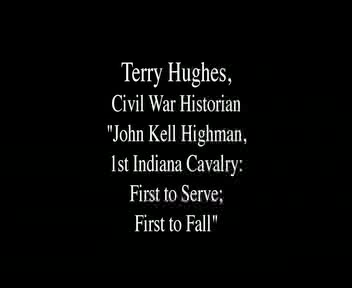 Terry Hughes,
Civil War Historian
"John Kell Highman,
1st Indiana Cavalry:
First to Serve;
First to Fall"